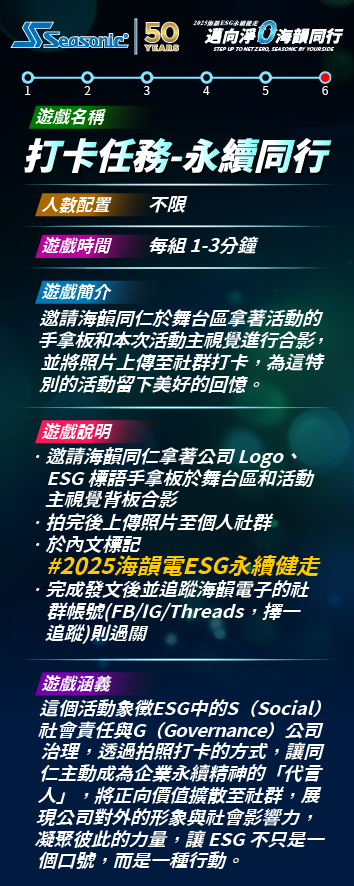 Seasonic
50 YEARS
2025海韻ESG永續健走
邁向淨0 海韻同行
STEP UP TO NET ZERO, SEASONIC BY YOUR SIDE
1 2 3 4 5 6
遊戲名稱
打卡任務-永續同行
人數配置 不限
遊戲時間 每組 1-3分鐘
遊戲簡介
邀請海韻同仁於舞台區拿著活動的
手拿板和本次活動主視覺進行合影,
並將照片上傳至社群打卡，為這特
別的活動留下美好的回憶。
遊戲說明
· 邀請海韻同仁拿著公司 Logo、
ESG 標語手拿板於舞台區和活動
主視覺背板合影
· 拍完後上傳照片至個人社群
· 於內文標記
#2025海韻電ESG永續健走
· 完成發文後並追蹤海韻電子的社
群帳號(FB/IG/Threads，擇一
追蹤)則過關
遊戲涵義
這個活動象徵ESG中的S（Social）
社會責任與G（Governance）公司
治理，透過拍照打卡的方式，讓同
仁主動成為企業永續精神的「代言
人」，將正向價值擴散至社群，展
現公司對外的形象與社會影響力，
凝聚彼此的力量，讓 ESG 不只是一
個口號，而是一種行動。